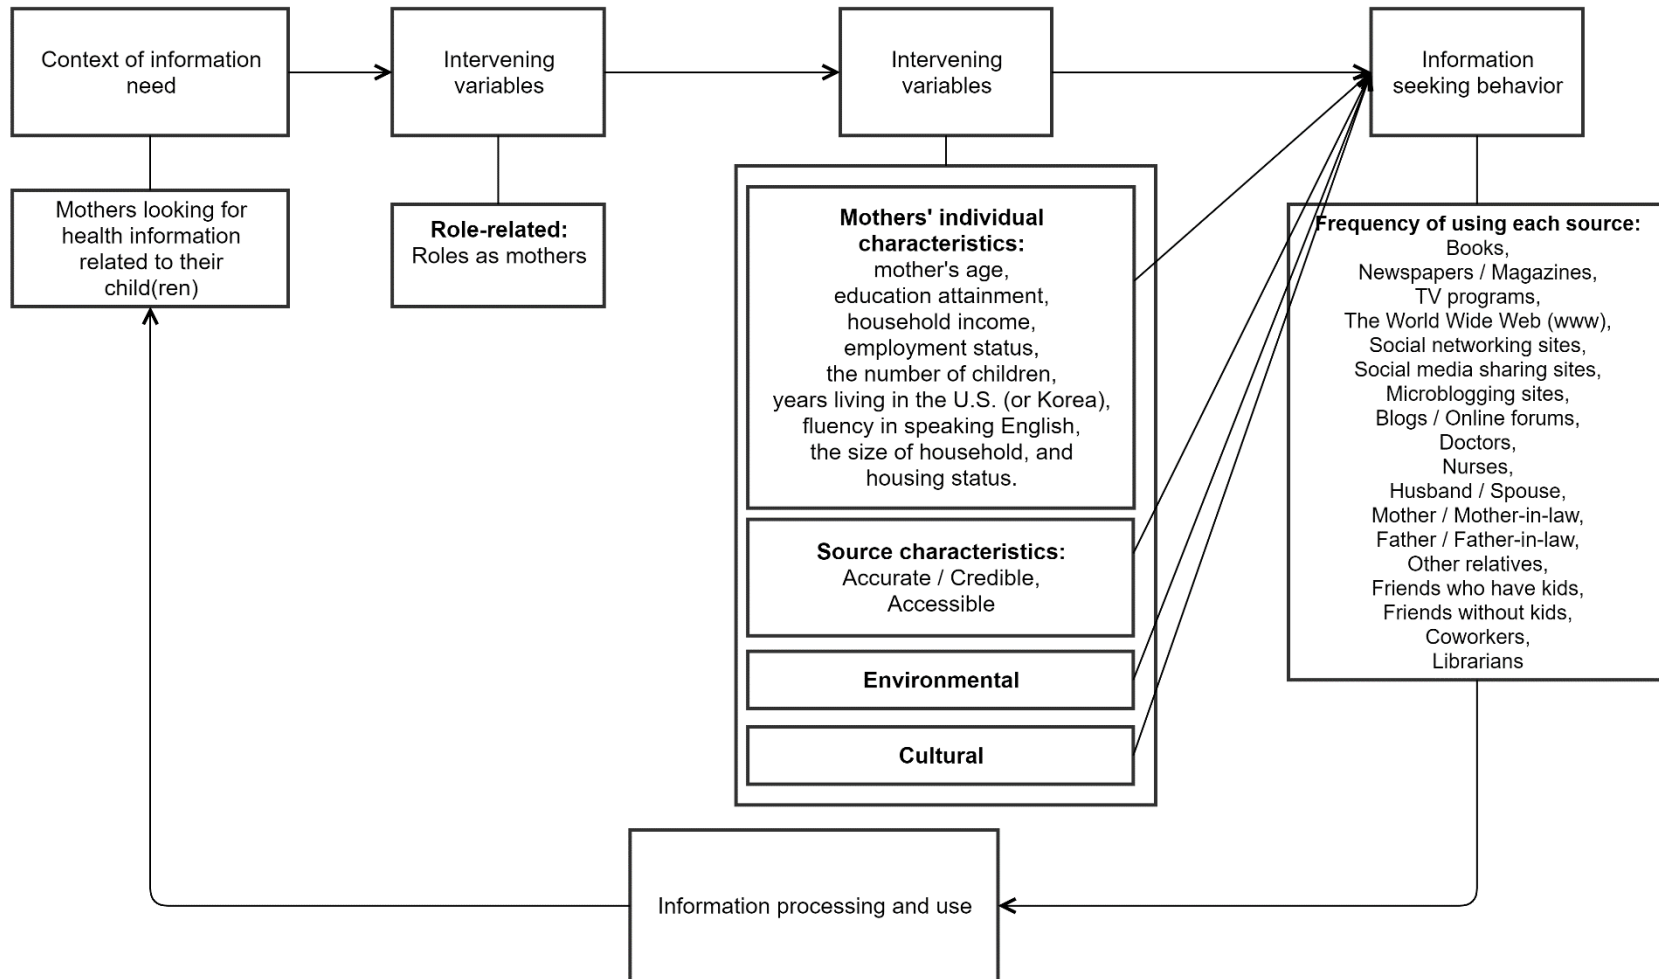 Context of information
need
Intervening
variables
Intervening
variables
Information
seeking behavior
Mothers looking for
health information
related to their
child(ren)
Role-related:
Roles as mothers
Mothers' individual
characteristics:
mother's age,
education attainment,
household income,
employment status,
the number of children,
years living in the U.S. (or Korea),
fluency in speaking English,
the size of household, and
housing status.
Source characteristics:
Accurate / Credible,
Accessible
Environmental
Cultural
Frequency of using each source:
Books,
Newspapers / Magazines,
TV programs,
The World Wide Web (www),
Social networking sites,
Social media sharing sites,
Microblogging sites,
Blogs / Online forums,
Doctors,
Nurses,
Husband / Spouse,
Mother / Mother-in-law,
Father / Father-in-law,
Other relatives,
Friends who have kids,
Friends without kids,
Coworkers,
Librarians
Information processing and use